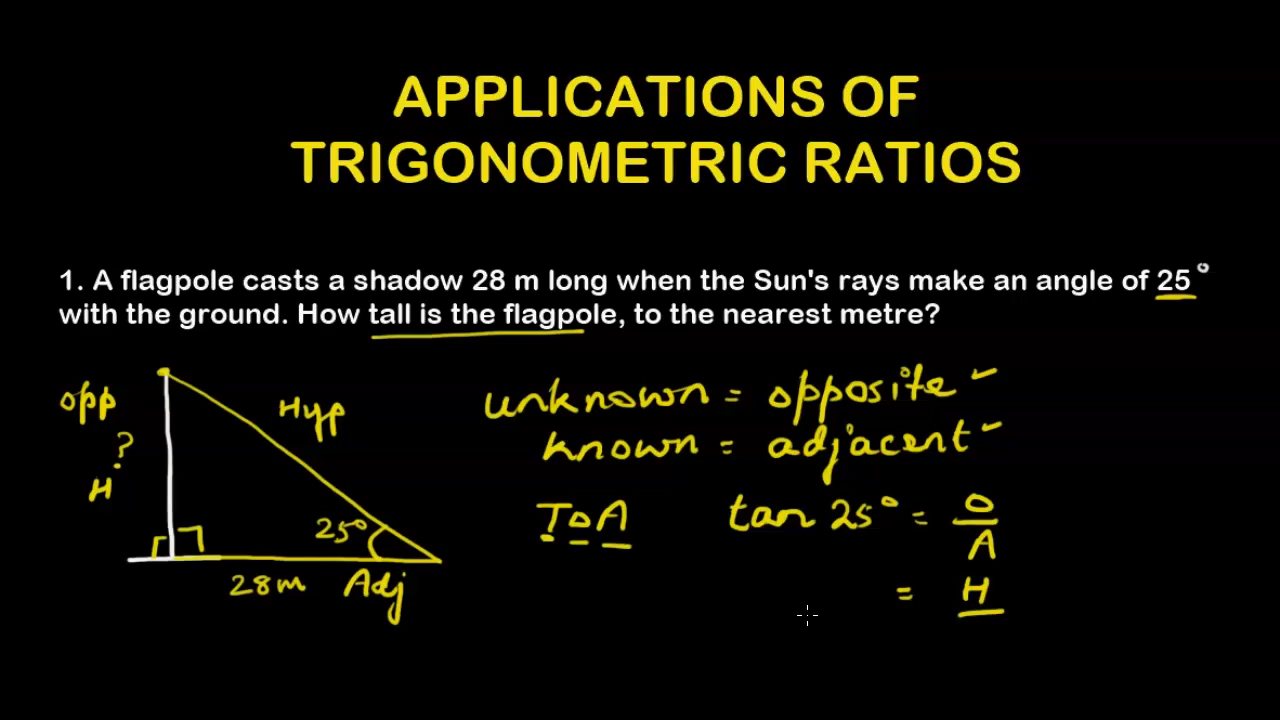 APPLICATIONS OF
TRIGONOMETRIC RATIOS
1. A flagpole casts a shadow 28 m long when the Sun's rays make an angle of 25°
with the ground. How tall is the flagpole, to the nearest metre?
opp
?
H
Hyp
25°
28m Adj
unknown = opposite
known = adjacent
TOA
tan 25° = O/A
= H